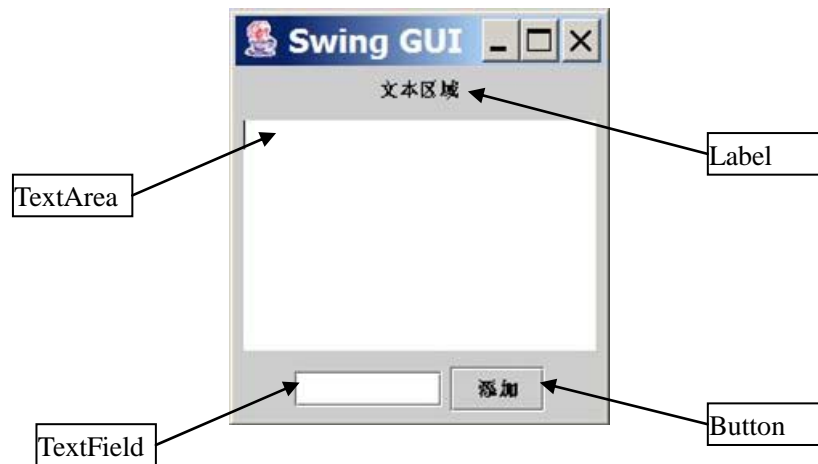 Swing GUI
文本区域
Label
TextArea
添加
TextField
Button